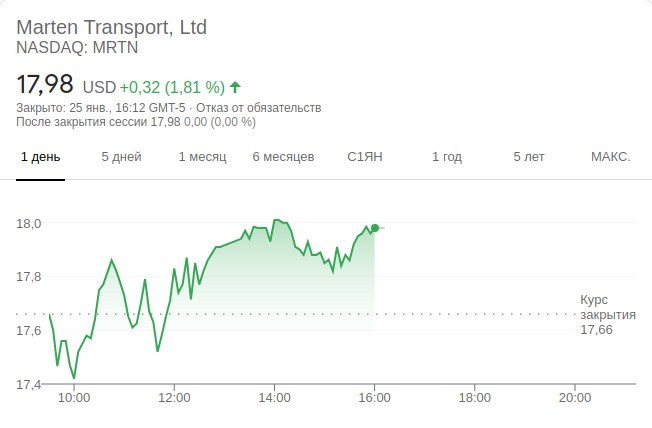 Marten Transport, Ltd
NASDAQ: MRTN
17,98 USD +0,32 (1,81 %)
Закрыто: 25 янв., 16:12 GMT-5 · Отказ от обязательств
После закрытия сессии 17,98 0,00 (0,00 %)
1 день 5 дней 1 месяц 6 месяцев С1ЯН 1 год 5 лет МАКС.
18,0
17,8
Курс
закрытия
17,66
17,6
17,4
10:00 12:00 14:00 16:00 18:00 20:00